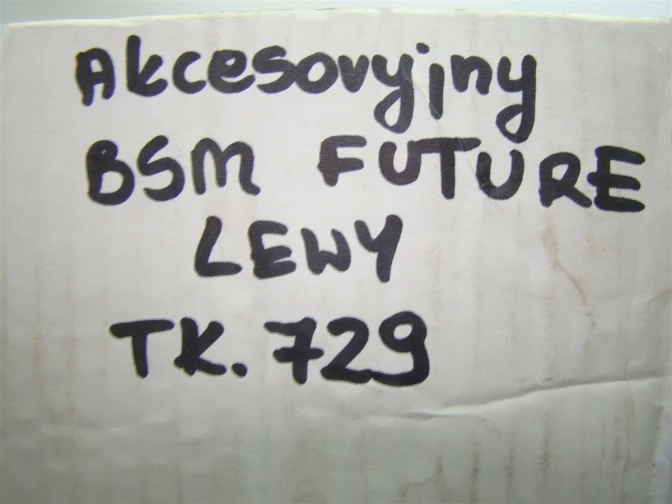 Akcesoryjny
BSM FUTURE
LEWY
TK. 729